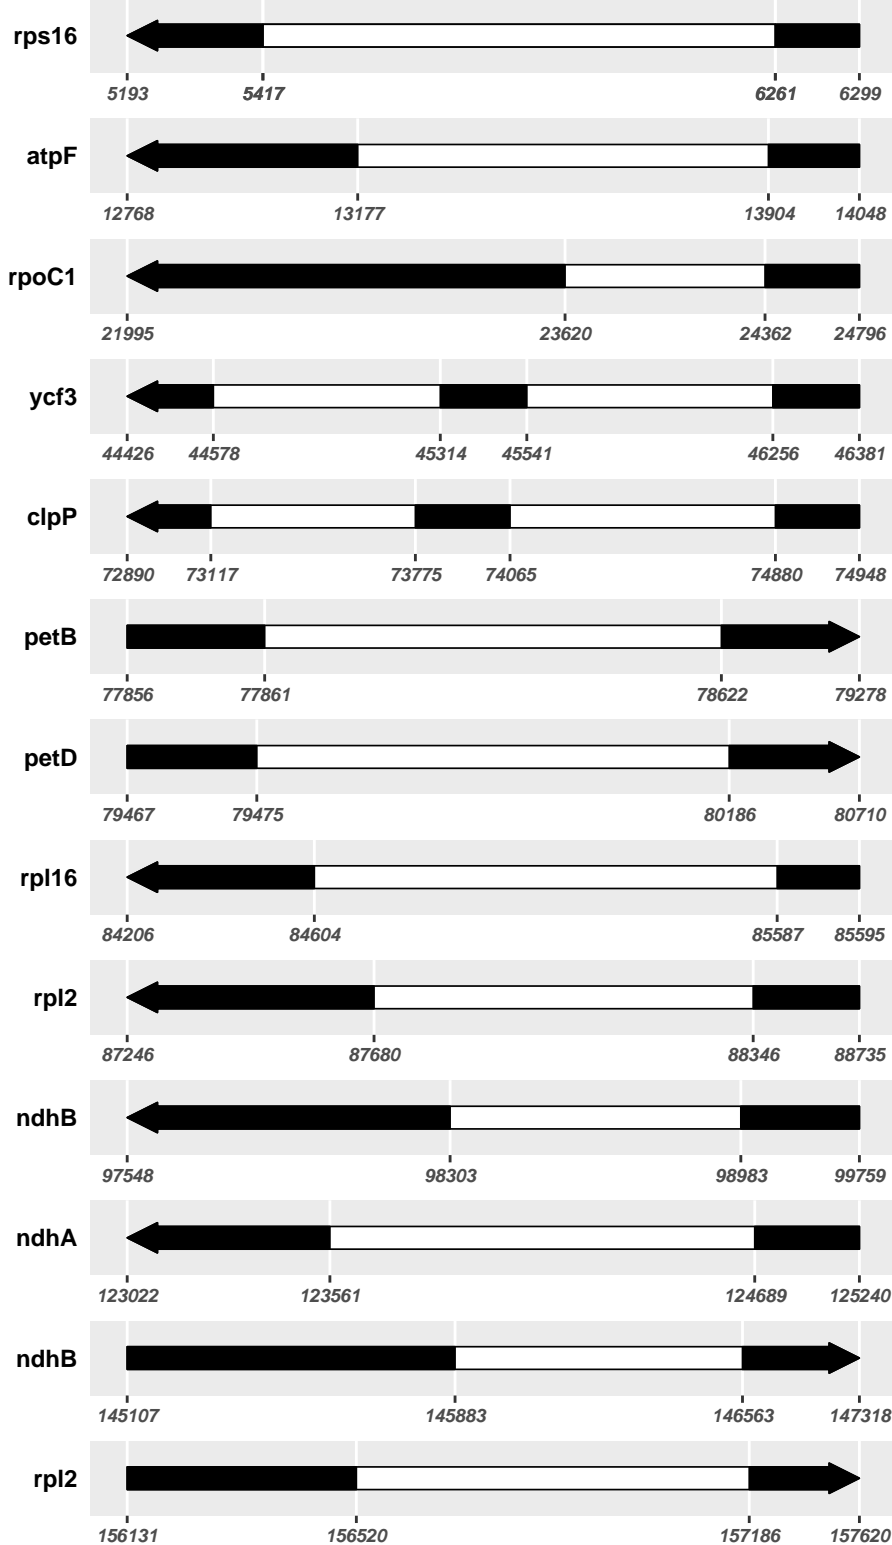 rps16
5193 5417 6261 6299
atpF
12768 13177 13904 14048
rpoC1
21995 23620 24362 24796
ycf3
44426 44578 45314 45541 46256 46381
clpP
72890 73117 73775 74065 74880 74948
petB
77856 77861 78622 79278
petD
79467 79475 80186 80710
rpl16
84206 84604 85587 85595
rpl2
87246 87680 88346 88735
ndhB
97548 98303 98983 99759
ndhA
123022 123561 124689 125240
ndhB
145107 145883 146563 147318
rpl2
156131 156520 157186 157620